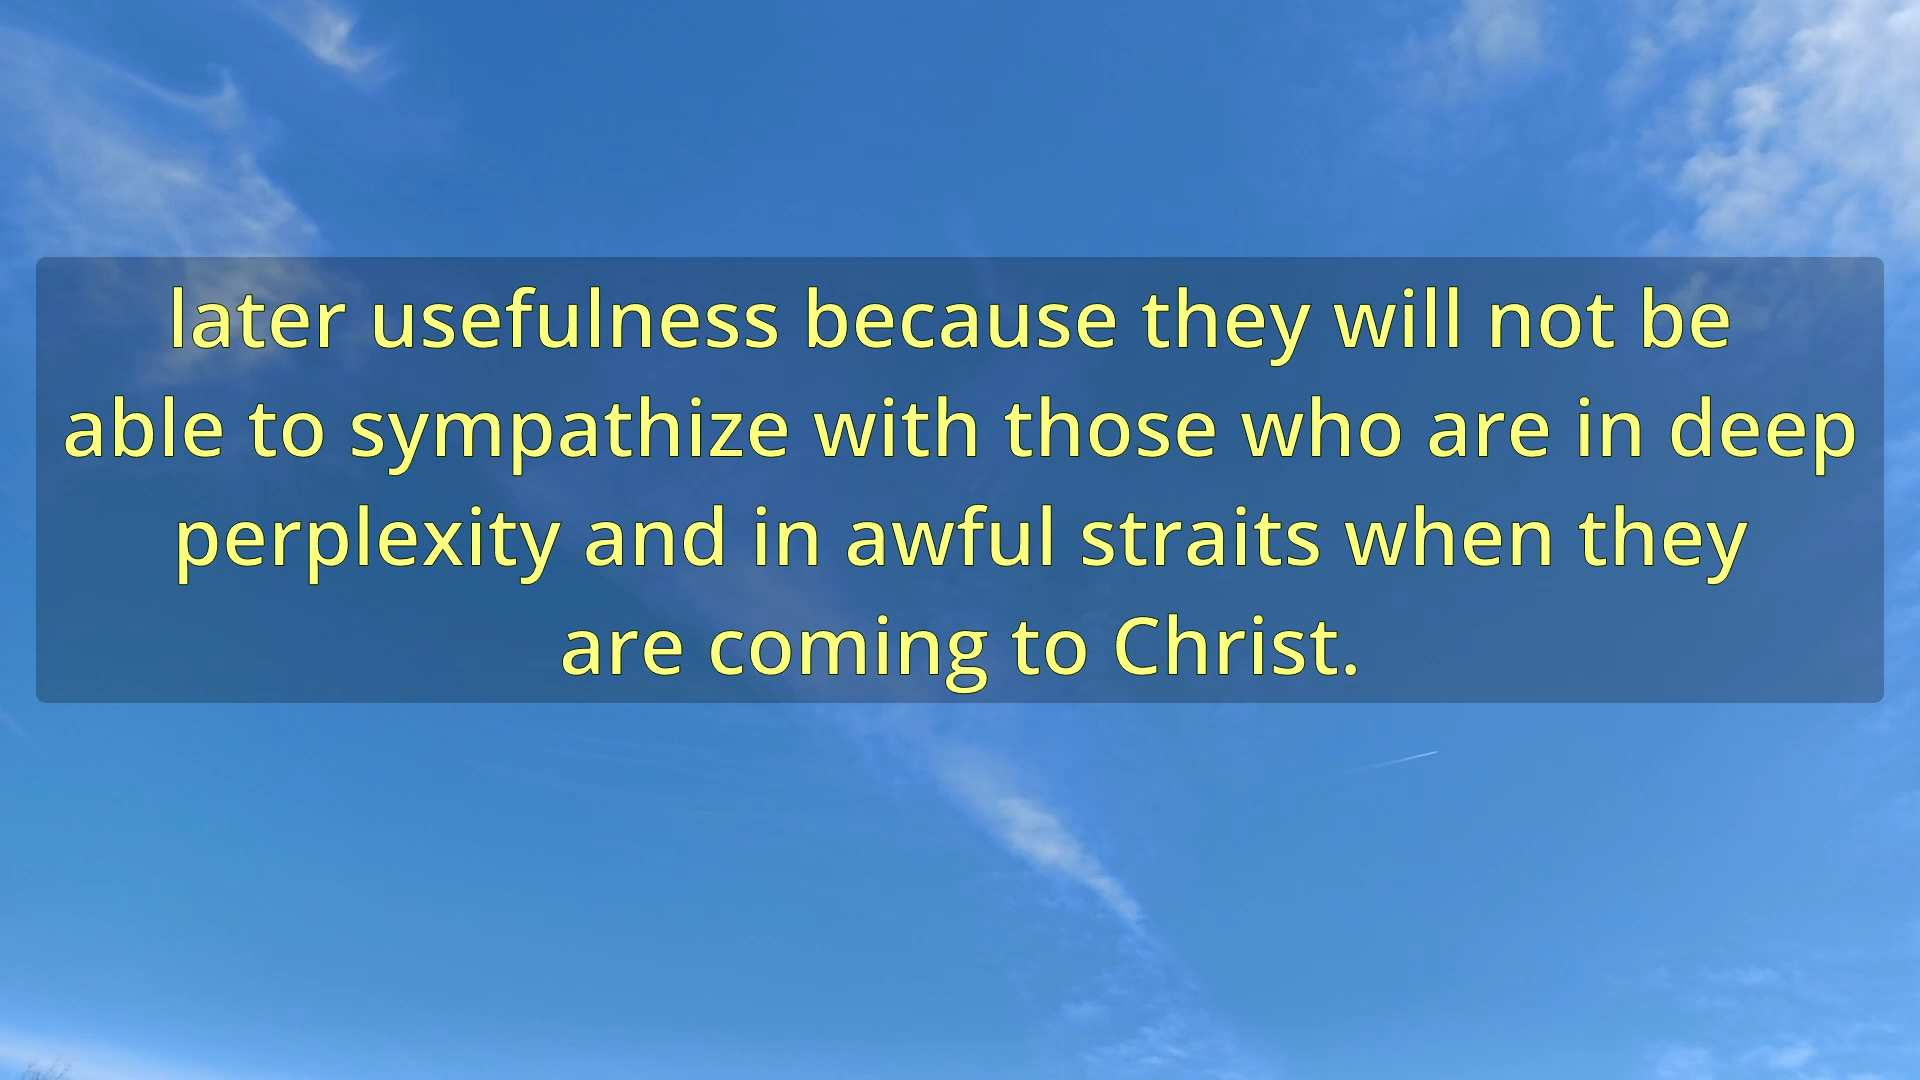 later usefulness because they will not be
able to sympathize with those who are in deep
perplexity and in awful straits when they
are coming to Christ.